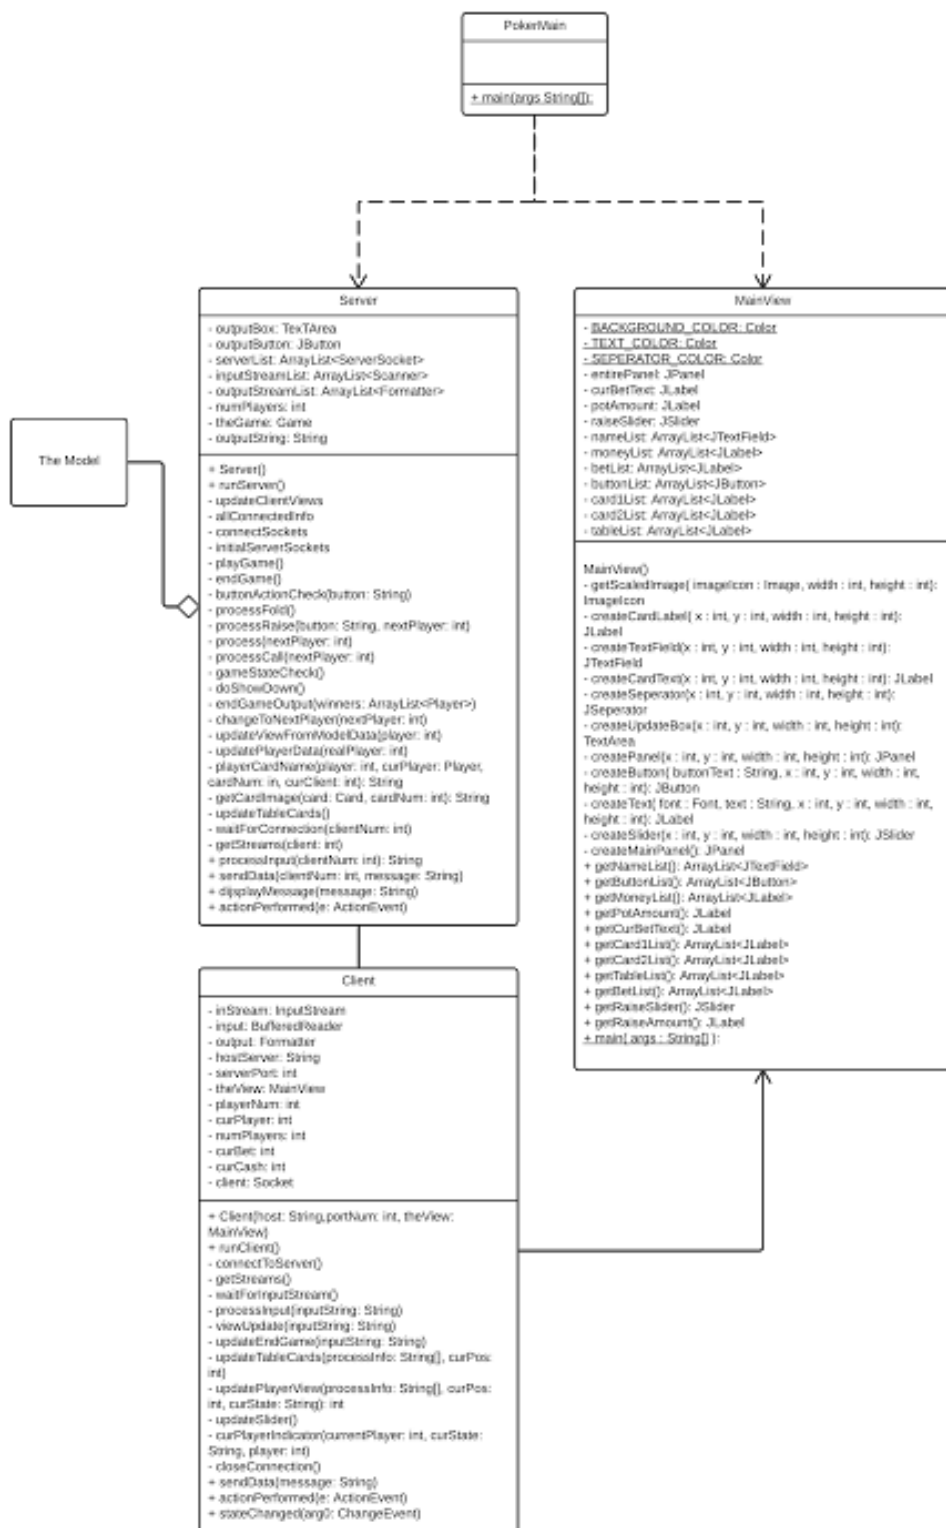 PokerMain
+ main(args String[]):
Server
- outputBox: TexTArea
- outputButton: JButton
- serverList: ArrayList<ServerSocket>
- inputStreamList: ArrayList<Scanner>
- outputStreamList: ArrayList<Formatter>
- numPlayers: int
- theGame: Game
- outputString: String
+ Server()
+ runServer()
- updateClientViews
- allConnectedInfo
- connectSockets
- initialServerSockets
- playGame()
- endGame()
- buttonActionCheck(button: String)
- processFold()
- processRaise(button: String, nextPlayer: int)
- process(nextPlayer: int)
- processCall(nextPlayer: int)
- gameStateCheck()
- doShowDown()
- endGameOutput(winners: ArrayList<Player>)
- changeToNextPlayer(nextPlayer: int)
- updateViewFromModelData(player: int)
- updatePlayerData(realPlayer: int)
- playerCardName(player: int, curPlayer: Player,
cardNum: in, curClient: int): String
- getCardImage(card: Card, cardNum: int): String
- updateTableCards()
- waitForConnection(clientNum: int)
- getStreams(client: int)
+ processInput(clientNum: int): String
+ sendData(clientNum: int, message: String)
+ dijsplayMessage(message: String)
+ actionPerformed(e: ActionEvent)
The Model
MainView
- BACKGROUND_COLOR: Color
- TEXT_COLOR: Color
- SEPERATOR_COLOR: Color
- entirePanel: JPanel
- curBetText: JLabel
- potAmount: JLabel
- raiseSlider: JSlider
- nameList: ArrayList<JTextField>
- moneyList: ArrayList<JLabel>
- betList: ArrayList<JLabel>
- buttonList: ArrayList<JButton>
- card1List: ArrayList<JLabel>
- card2List: ArrayList<JLabel>
- tableList: ArrayList<JLabel>
MainView()
- getScaledImage( imageIcon : Image, width : int, height : int):
ImageIcon
- createCardLabel( x : int, y : int, width : int, height : int):
JLabel
- createTextField(x : int, y : int, width : int, height : int):
JTextField
- createCardText(x : int, y : int, width : int, height : int): JLabel
- createSeperator(x : int, y : int, width : int, height : int):
JSeperator
- createUpdateBox(x : int, y : int, width : int, height : int):
TextArea
- createPanel(x : int, y : int, width : int, height : int): JPanel
- createButton( buttonText : String, x : int, y : int, width : int,
height : int): JButton
- createText( font : Font, text : String, x : int, y : int, width : int,
height : int): JLabel
- createSlider(x : int, y : int, width : int, height : int): JSlider
- createMainPanel(): JPanel
+ getNameList(): ArrayList<JTextField>
+ getButtonList(): ArrayList<JButton>
+ getMoneyList(): ArrayList<JLabel>
+ getPotAmount(): JLabel
+ getCurBetText(): JLabel
+ getCard1List(): ArrayList<JLabel>
+ getCard2List(): ArrayList<JLabel>
+ getTableList(): ArrayList<JLabel>
+ getBetList(): ArrayList<JLabel>
+ getRaiseSlider(): JSlider
+ getRaiseAmount(): JLabel
+ main( args : String[] ):
Client
- inStream: InputStream
- input: BufferedReader
- output: Formatter
- hostServer: String
- serverPort: int
- theView: MainView
- playerNum: int
- curPlayer: int
- numPlayers: int
- curBet: int
- curCash: int
- client: Socket
+ Client(host: String,portNum: int, theView:
MainView)
+ runClient()
- connectToServer()
- getStreams()
- waitForInputStream()
- processInput(inputString: String)
- viewUpdate(inputString: String)
- updateEndGame(inputString: String)
- updateTableCards(processInfo: String[], curPos:
int)
- updatePlayerView(processInfo: String[], curPos:
int, curState: String): int
- updateSlider()
- curPlayerIndicator(currentPlayer: int, curState:
String, player: int)
- closeConnection()
+ sendData(message: String)
+ actionPerformed(e: ActionEvent)
+ stateChanged(arg0: ChangeEvent)